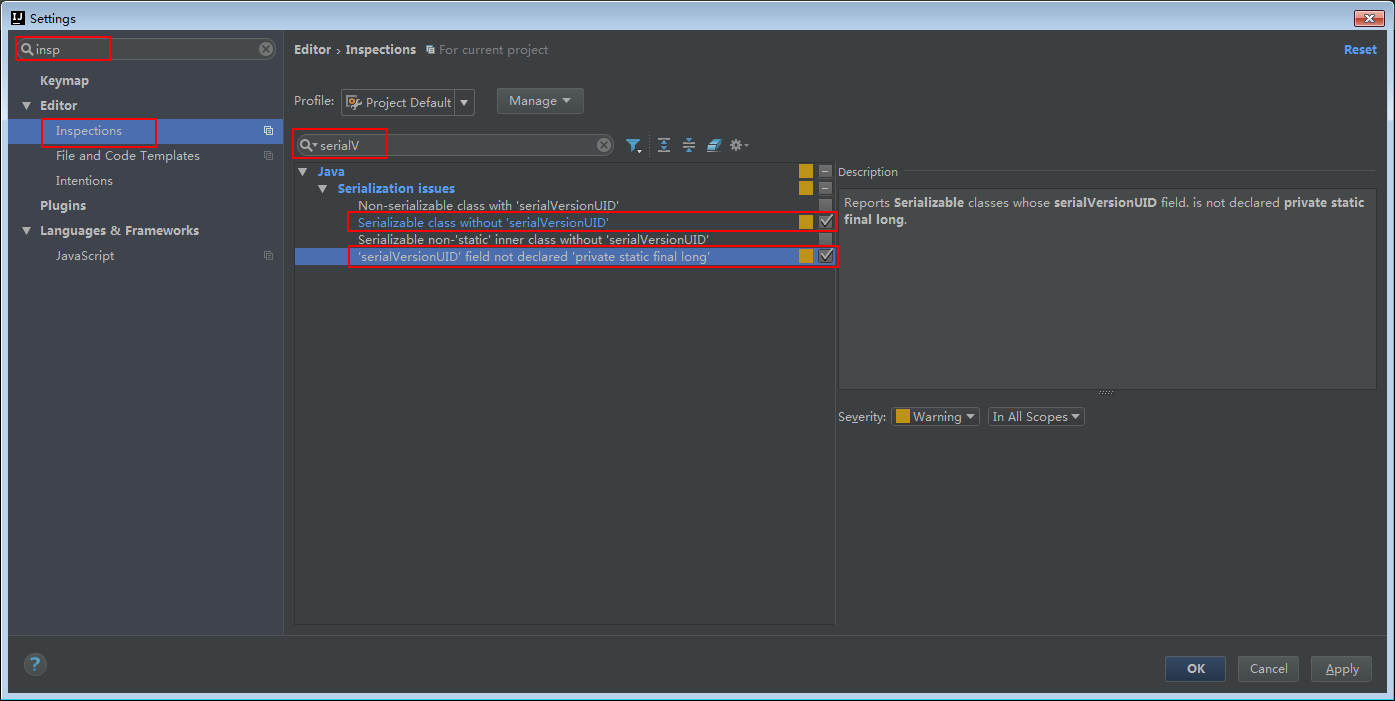 IJ Settings
insp
Keymap
Editor
Inspections
File and Code Templates
Intentions
Plugins
Languages & Frameworks
JavaScript
Editor › Inspections For current project
Reset
Profile: Project Default Manage
serialV
Java
Serialization issues
Non-serializable class with 'serialVersionUID'
Serializable class without 'serialVersionUID'
Serializable non-'static' inner class without 'serialVersionUID'
'serialVersionUID' field not declared 'private static final long'
Description
Reports Serializable classes whose serialVersionUID field. is not declared private static
final long.
Severity: Warning In All Scopes
?
OK Cancel Apply